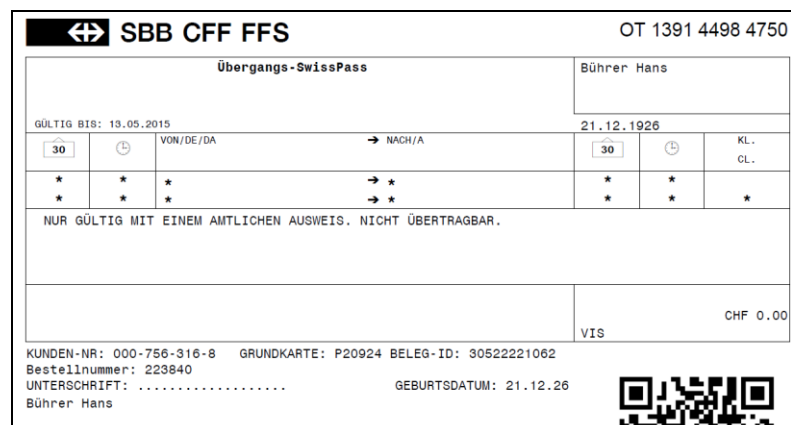 SBB CFF FFS
OT 1391 4498 4750
Übergangs-SwissPass
Bührer Hans
GÜLTIG BIS: 13.05.2015
21.12.1926
30 VON/DE/DA → NACH/A 30 KL.
CL.
* * * → * * *
* * * → * * * *
NUR GÜLTIG MIT EINEM AMTLICHEN AUSWEIS. NICHT ÜBERTRAGBAR.
CHF 0.00
VIS
KUNDEN-NR: 000-756-316-8 GRUNDKARTE: P20924 BELEG-ID: 30522221062
Bestellnummer: 223840
UNTERSCHRIFT: ................... GEBURTSDATUM: 21.12.26
Bührer Hans